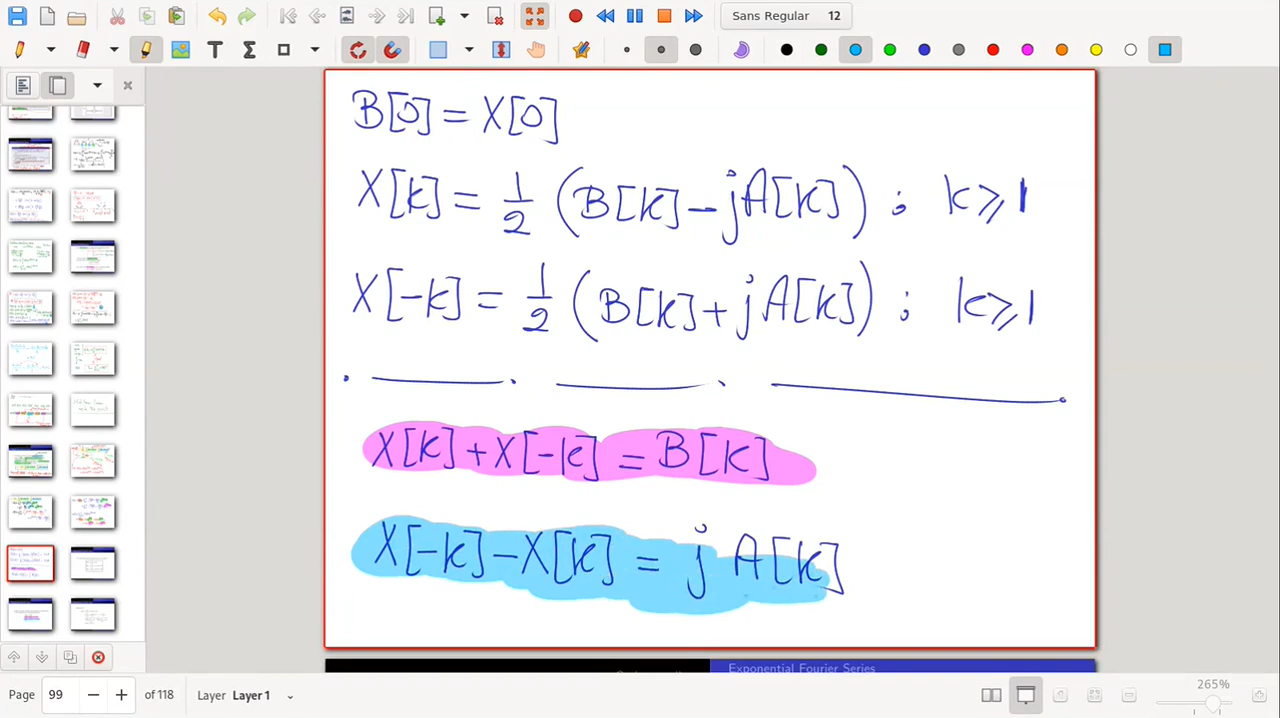 Sans Regular 12
B[0] = X[0]
X[k] = 1/2 (B[k] - jA[k]) ; k ⩾ 1
X[-k] = 1/2 (B[k] + jA[k]) ; k ⩾ 1
X[k] + X[-k] = B[k]
X[-k] - X[k] = j A[k]
Exponential Fourier Series
Page 99 of 118 Layer Layer 1 265%